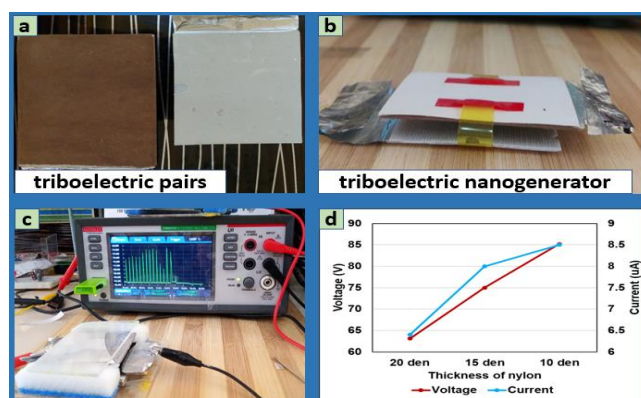 a
triboelectric pairs
b
triboelectric nanogenerator
c
d
90
85
80
75
70
65
60
Voltage (V)
9
8.5
8
7.5
7
6.5
6
Current (uA)
20 den
15 den
10 den
Thickness of nylon
Voltage
Current